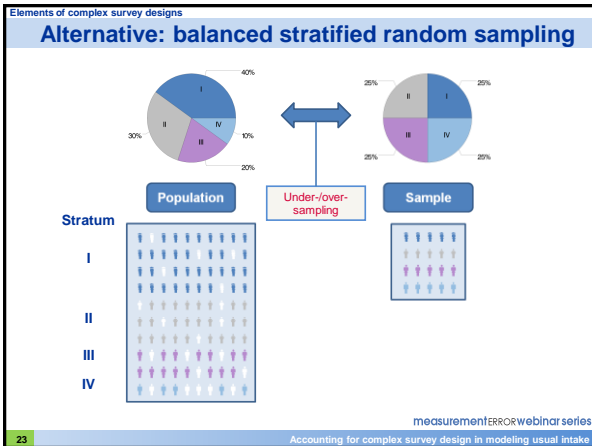 Elements of complex survey designs
Alternative: balanced stratified random sampling
40%
I
II
IV
III
30%
10%
20%
25%
25%
II
I
III
IV
25%
25%
Population
Under-/over-
sampling
Sample
Stratum
I
II
III
IV
measurementERRORwebinarseries
23
Accounting for complex survey design in modeling usual intake